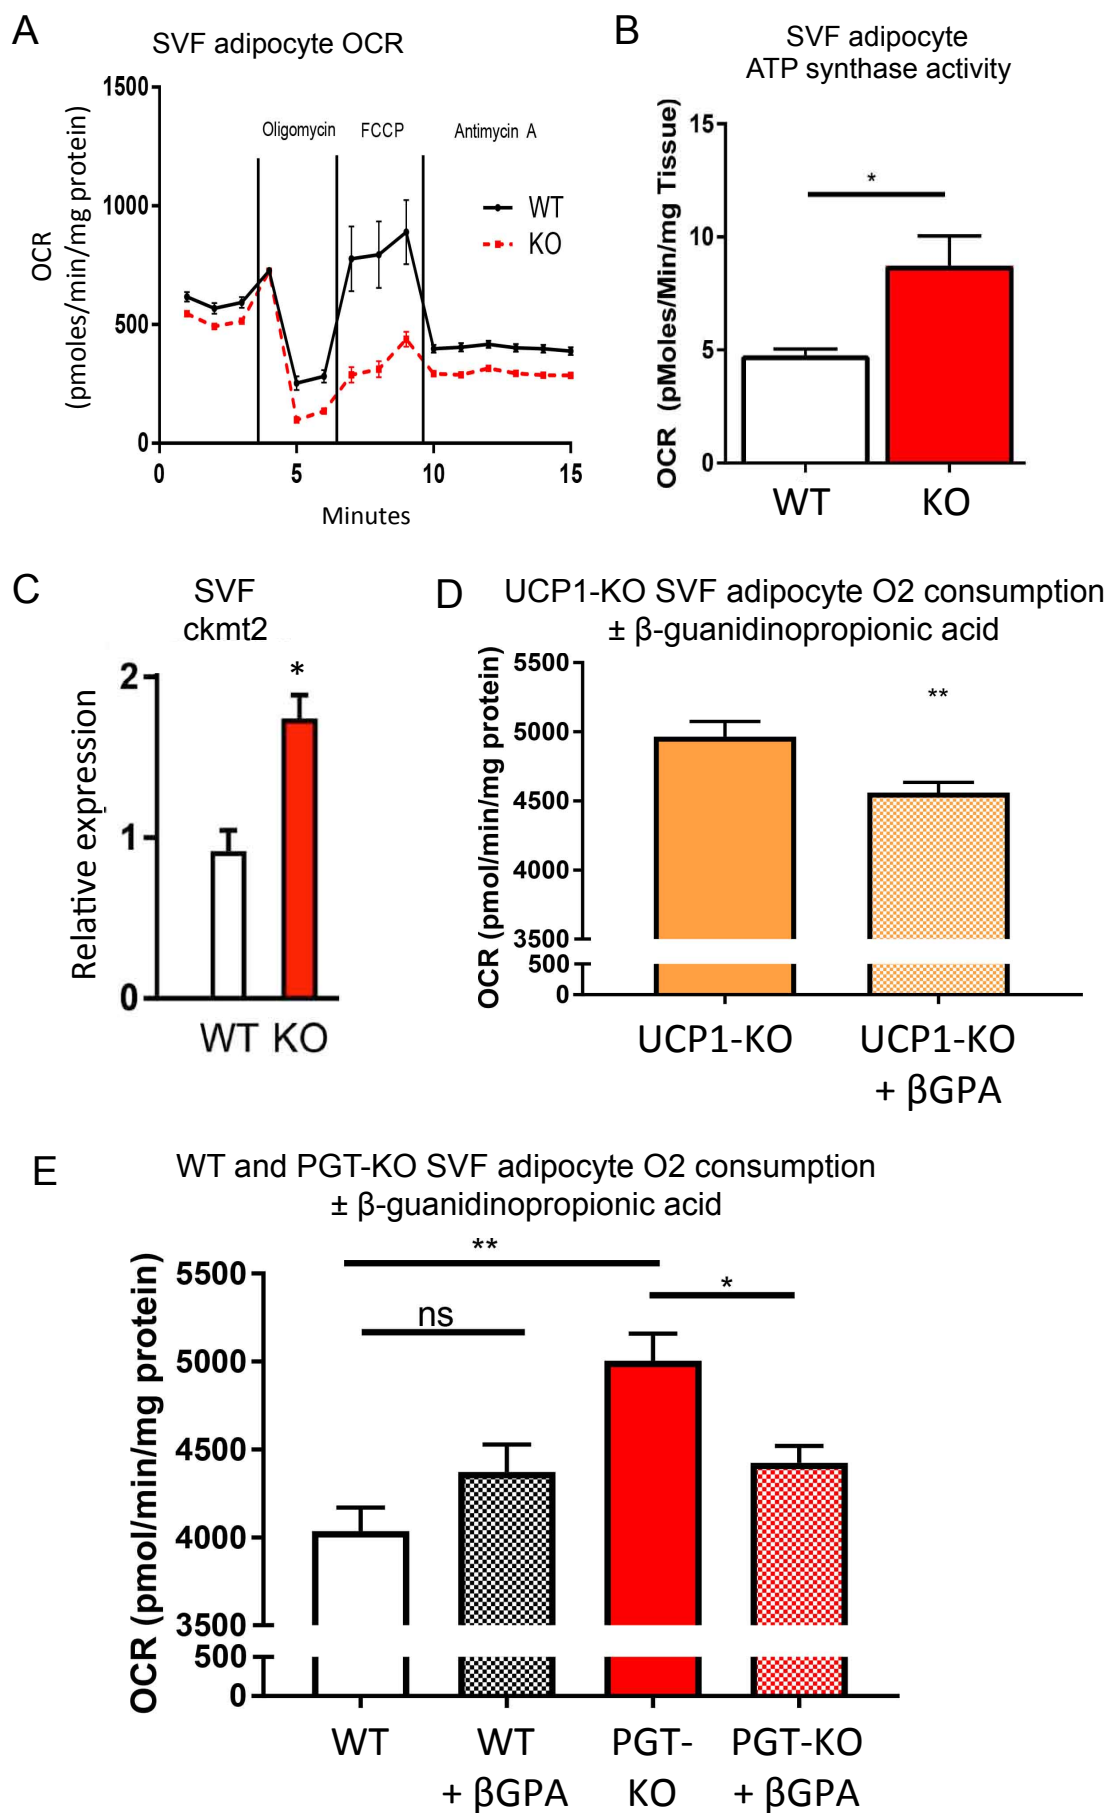 A
SVF adipocyte OCR
OCR
(pmoles/min/mg protein)
1500
1000
500
0
Oligomycin
FCCP
Antimycin A
WT
KO
0
5
10
15
Minutes
B
SVF adipocyte
ATP synthase activity
OCR (pMoles/Min/mg Tissue)
15
10
5
0
*
WT
KO
C
SVF
ckmt2
Relative expression
2
1
0
*
WT KO
D
UCP1-KO SVF adipocyte O2 consumption
± β-guanidinopropionic acid
OCR (pmol/min/mg protein)
5500
5000
4500
4000
3500
500
0
**
UCP1-KO
UCP1-KO
+ βGPA
E
WT and PGT-KO SVF adipocyte O2 consumption
± β-guanidinopropionic acid
OCR (pmol/min/mg protein)
5500
5000
4500
4000
3500
500
0
**
*
ns
WT
WT
+ βGPA
PGT-
KO
PGT-KO
+ βGPA